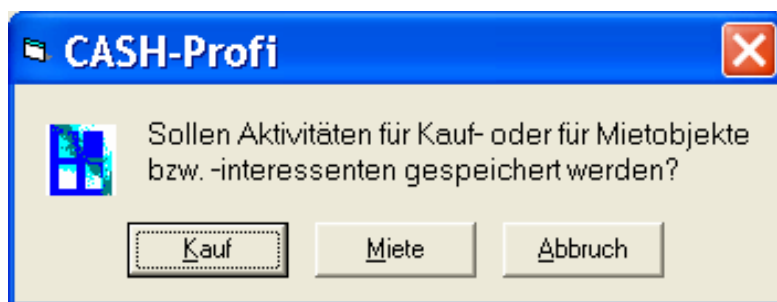 CASH-Profi
Sollen Aktivitäten für Kauf- oder für Mietobjekte
bzw. -interessenten gespeichert werden?
Kauf
Miete
Abbruch